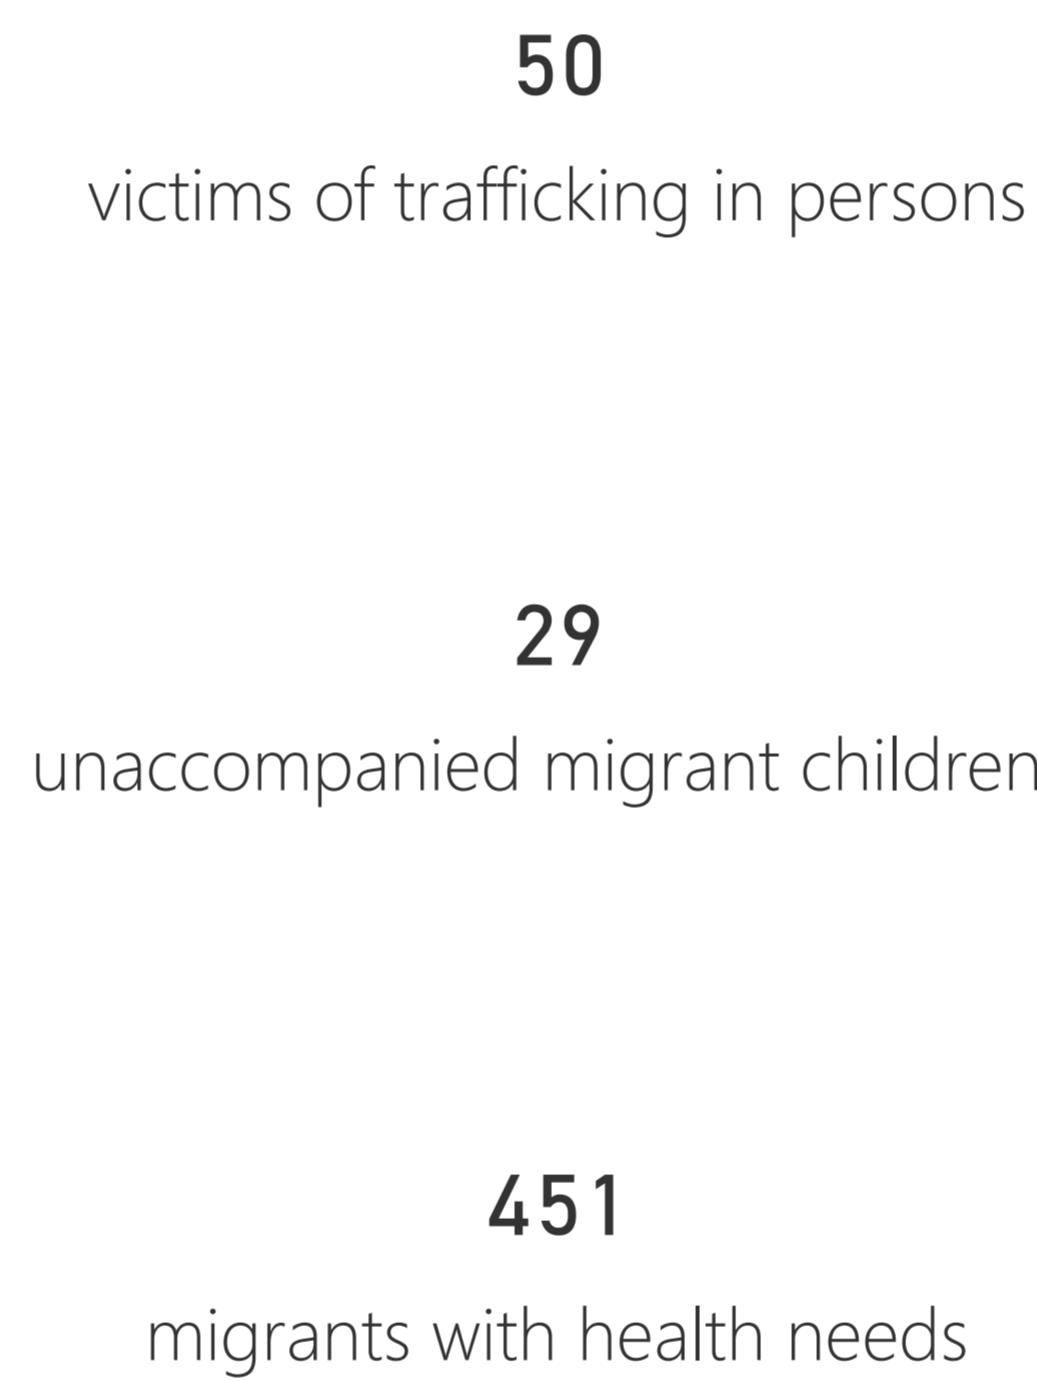 50
victims of trafficking in persons
29
unaccompanied migrant children
451
migrants with health needs